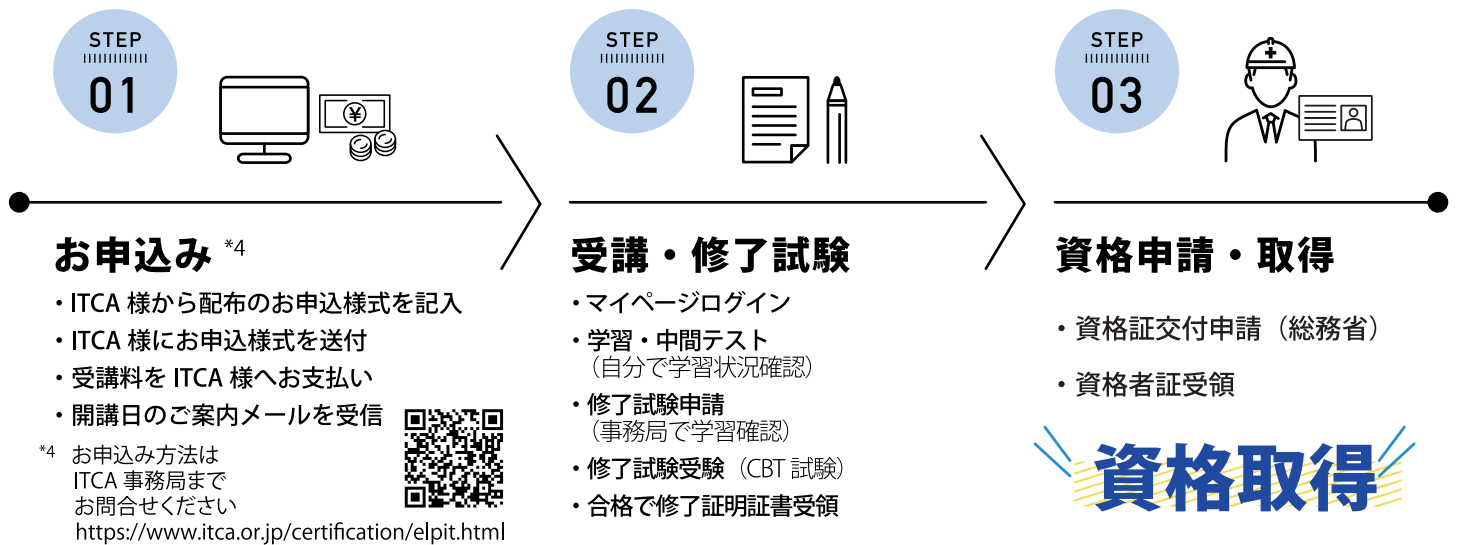 STEP
01
お申込み *4
・ITCA 様から配布のお申込様式を記入
・ITCA 様にお申込様式を送付
・受講料を ITCA 様へお支払い
・開講日のご案内メールを受信
*4 お申込み方法は
ITCA 事務局まで
お問合せください
https://www.itca.or.jp/certification/elpit.html
STEP
02
受講・修了試験
・マイページログイン
・学習・中間テスト
（自分で学習状況確認）
・修了試験申請
（事務局で学習確認）
・修了試験受験（CBT 試験）
・合格で修了証明証書受領
STEP
03
資格申請・取得
・資格証交付申請（総務省）
・資格者証受領
資格取得
¥